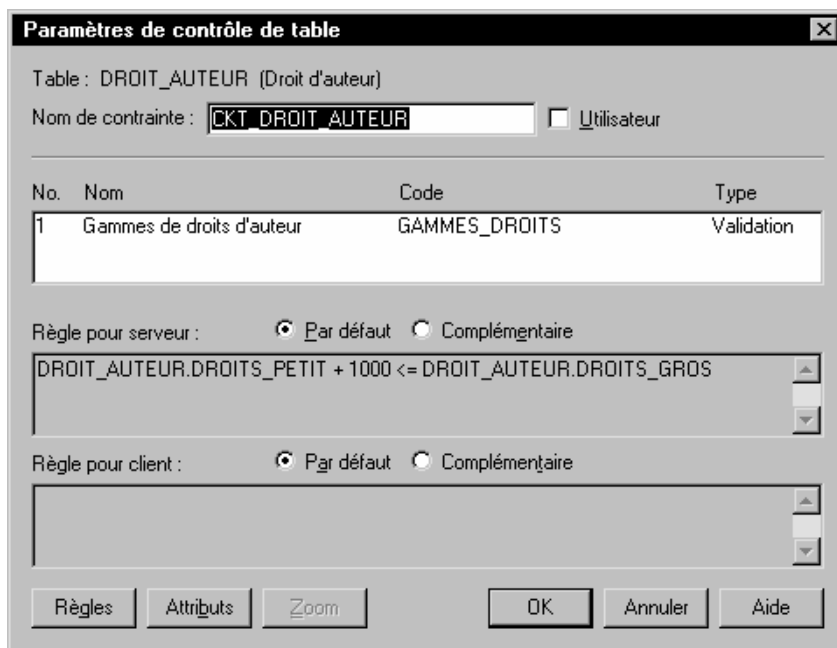 Paramètres de contrôle de table
Table : DROIT_AUTEUR (Droit d'auteur)
Nom de contrainte : CKT_DROIT_AUTEUR Utilisateur
No. Nom Code Type
1 Gammes de droits d'auteur GAMMES_DROITS Validation
Règle pour serveur : Par défaut Complémentaire
DROIT_AUTEUR.DROITS_PETIT + 1000 <= DROIT_AUTEUR.DROITS_GROS
Règle pour client : Par défaut Complémentaire
Règles Attributs Zoom OK Annuler Aide